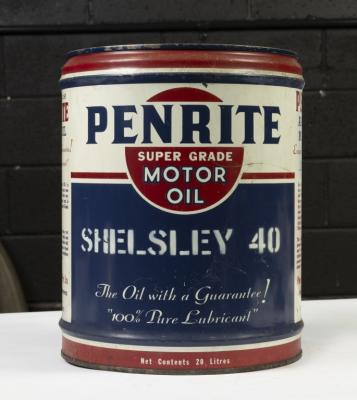 PENRITE
SUPER GRADE
MOTOR
OIL
SHELSLEY 40
The Oil with a Guarantee!
"100% Pure Lubricant"
Net Contents 20 Litres